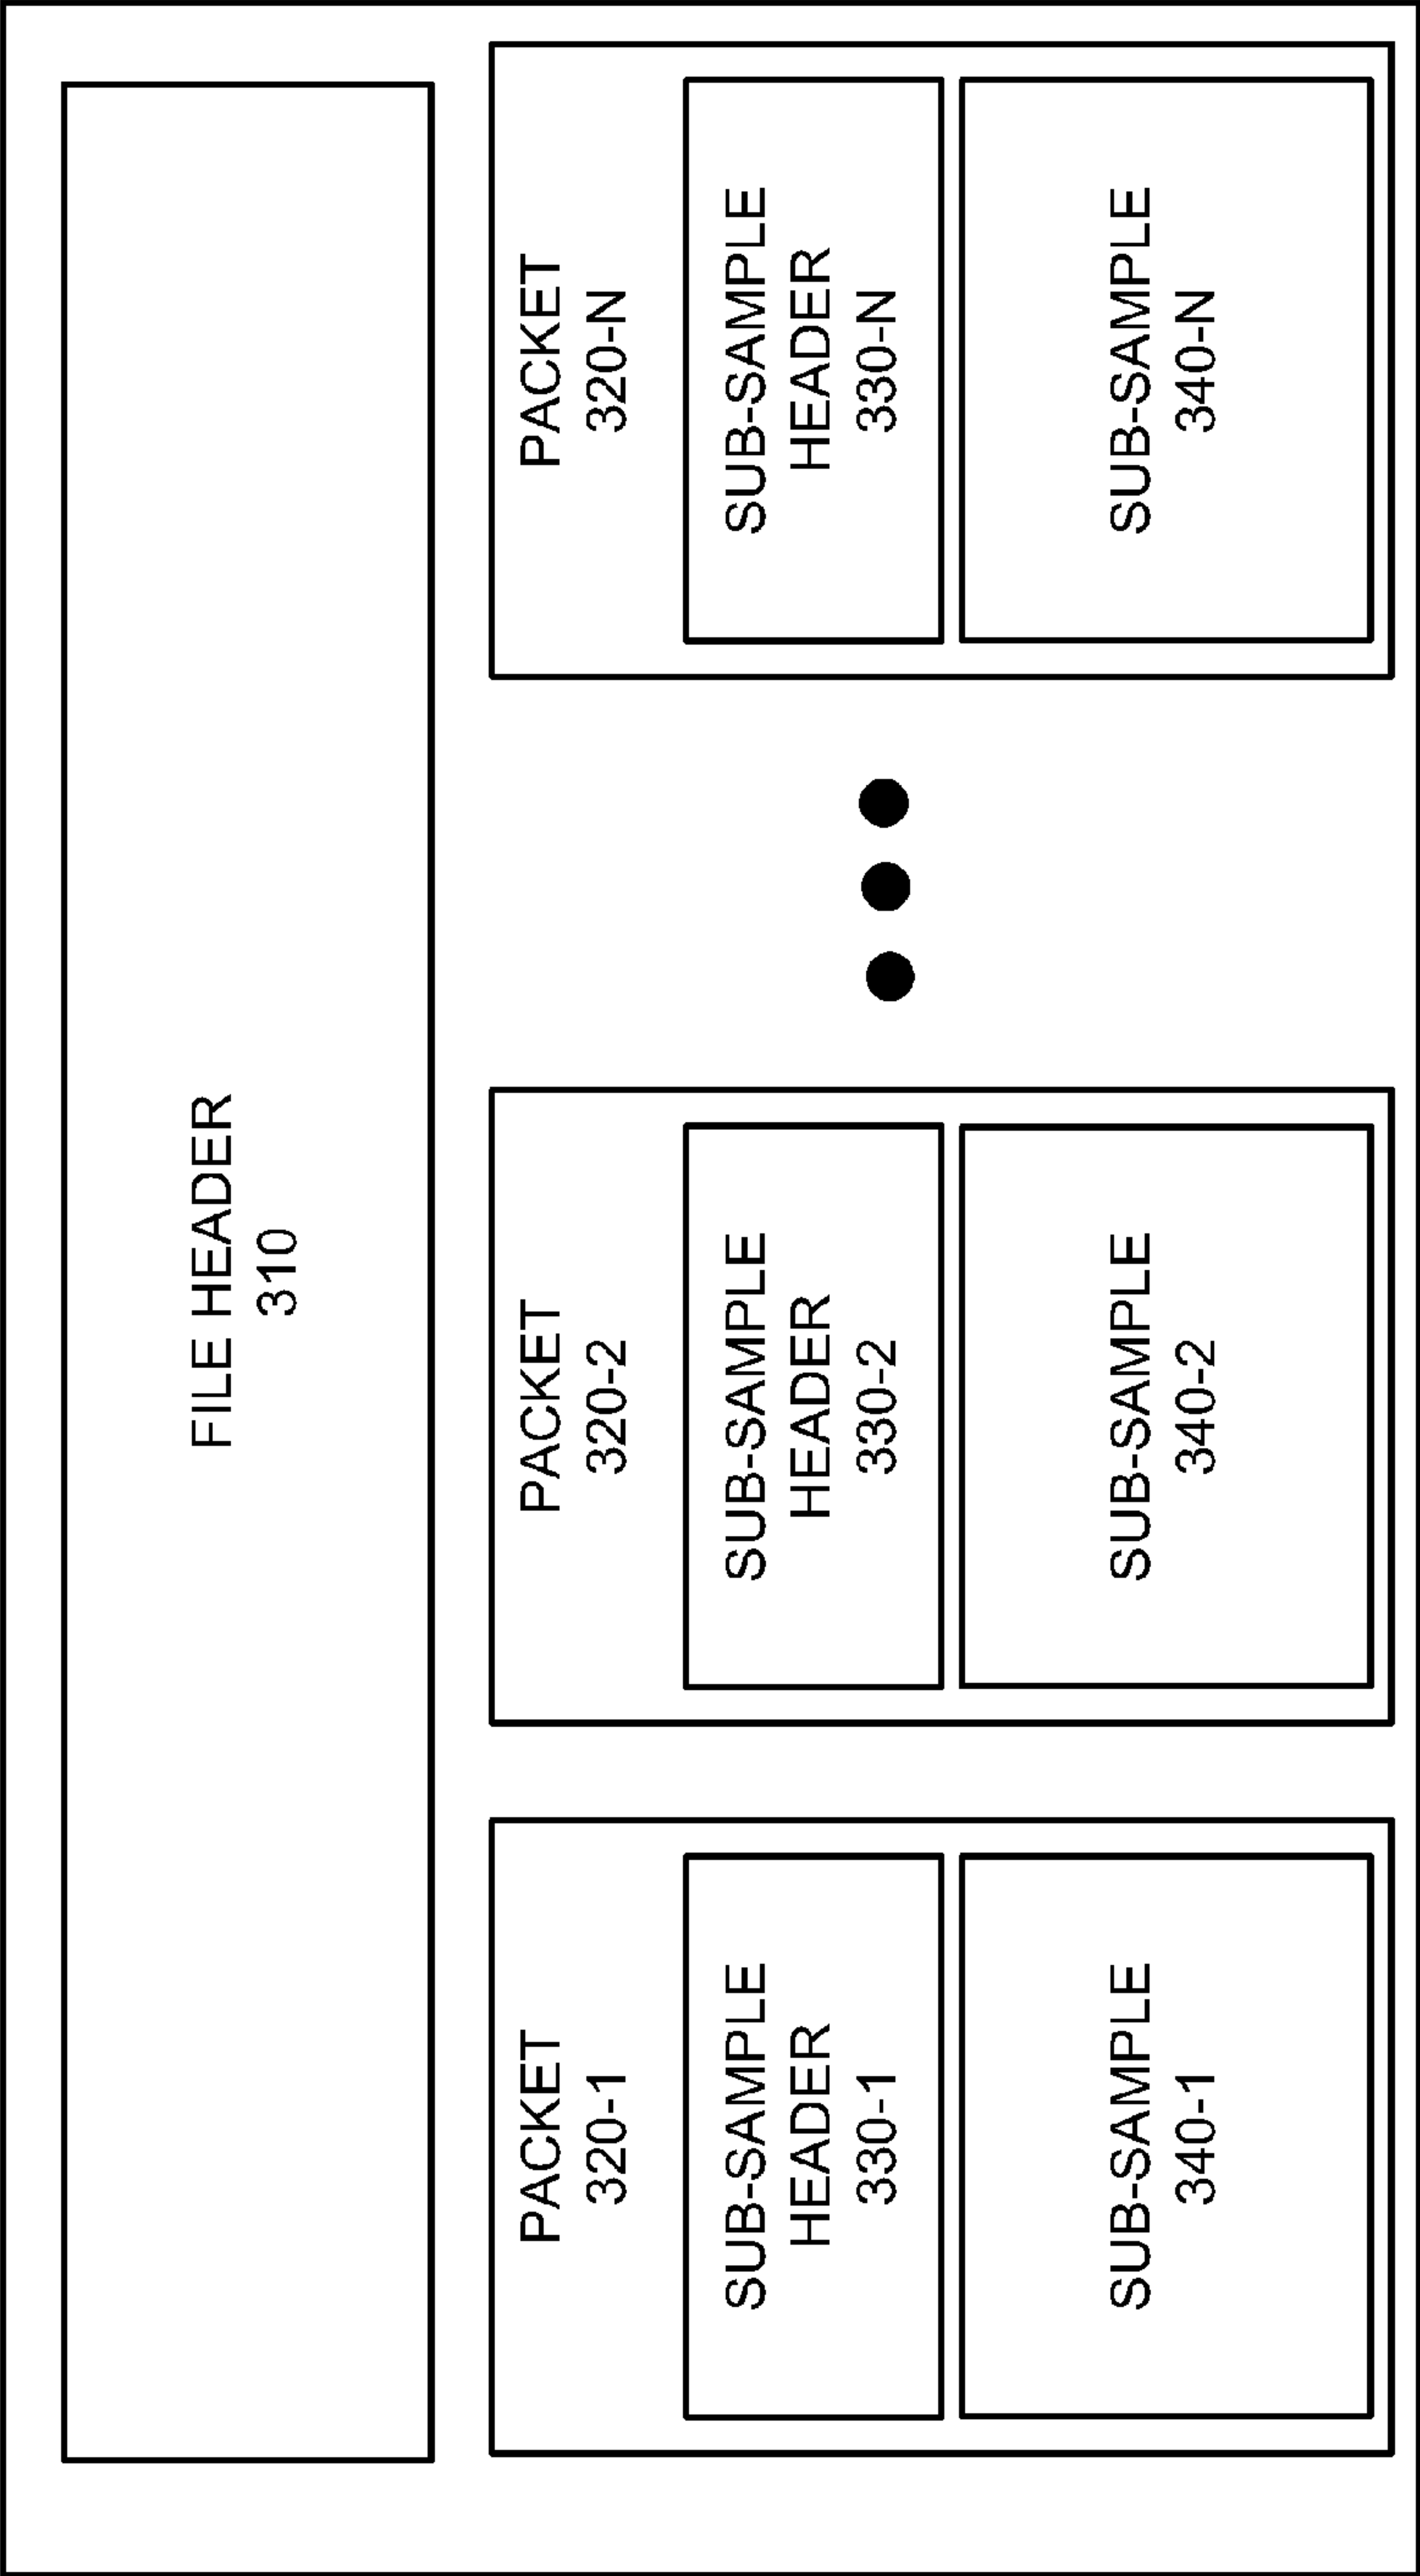 FILE HEADER
310
PACKET
320-1
SUB-SAMPLE
HEADER
330-1
SUB-SAMPLE
340-1
PACKET
320-2
SUB-SAMPLE
HEADER
330-2
SUB-SAMPLE
340-2
PACKET
320-N
SUB-SAMPLE
HEADER
330-N
SUB-SAMPLE
340-N